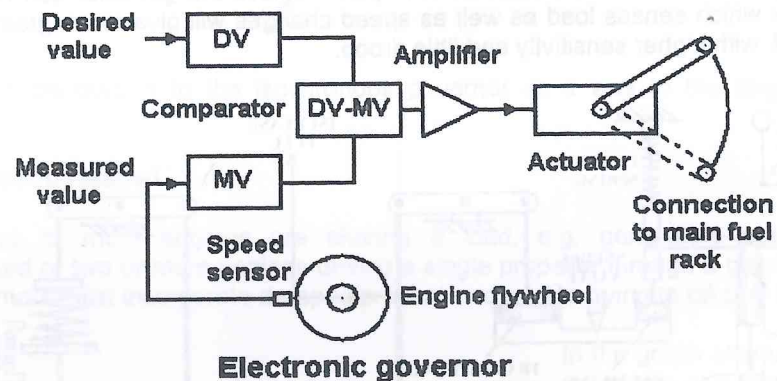 Desired
value
DV
Amplifier
Comparator
DV-MV
Measured
value
MV
Actuator
Connection
to main fuel
rack
Speed
sensor
Engine flywheel
Electronic governor